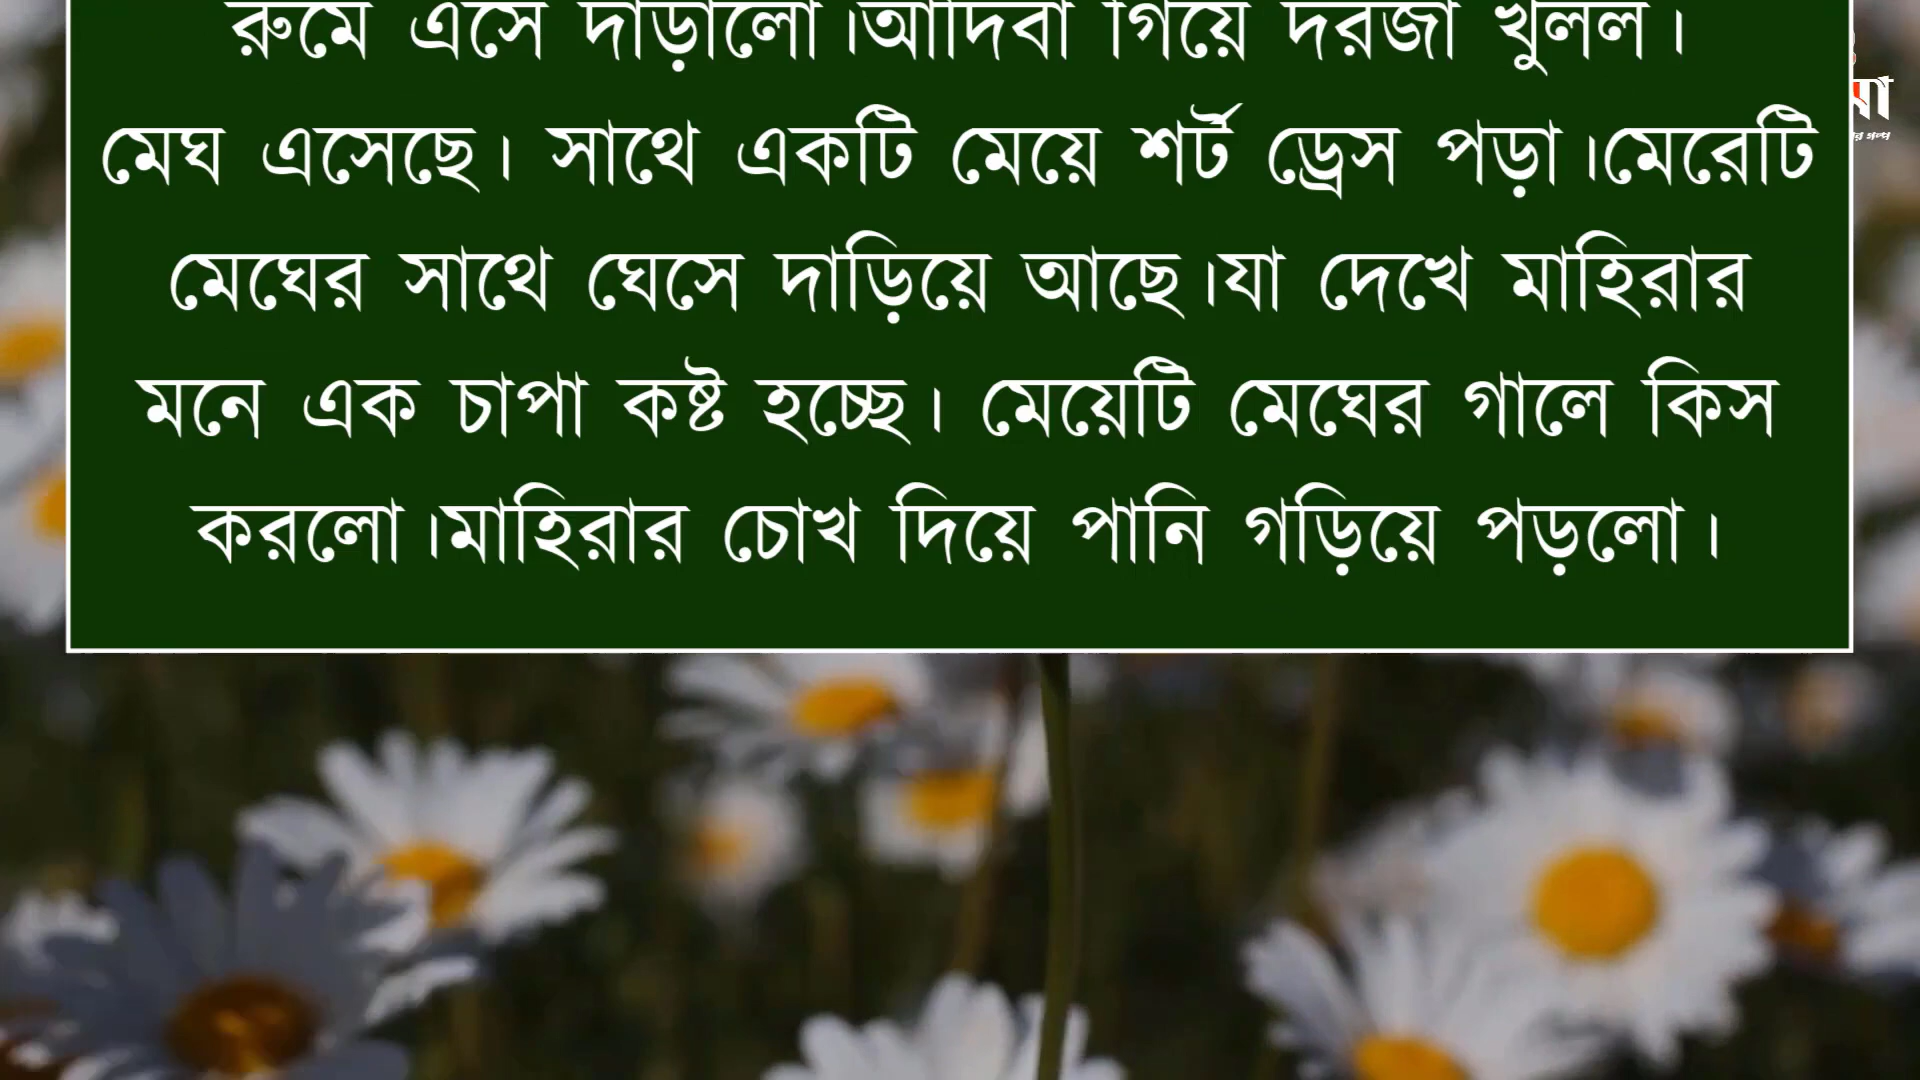 রুমে এসে দাড়ালো।আদিবা গিয়ে দরজা খুলল।
মেঘ এসেছে। সাথে একটি মেয়ে শর্ট ড্রেস পড়া।মেরেটি
মেঘের সাথে ঘেসে দাড়িয়ে আছে।যা দেখে মাহিরার
মনে এক চাপা কষ্ট হচ্ছে। মেয়েটি মেঘের গালে কিস
করলো।মাহিরার চোখ দিয়ে পানি গড়িয়ে পড়লো।